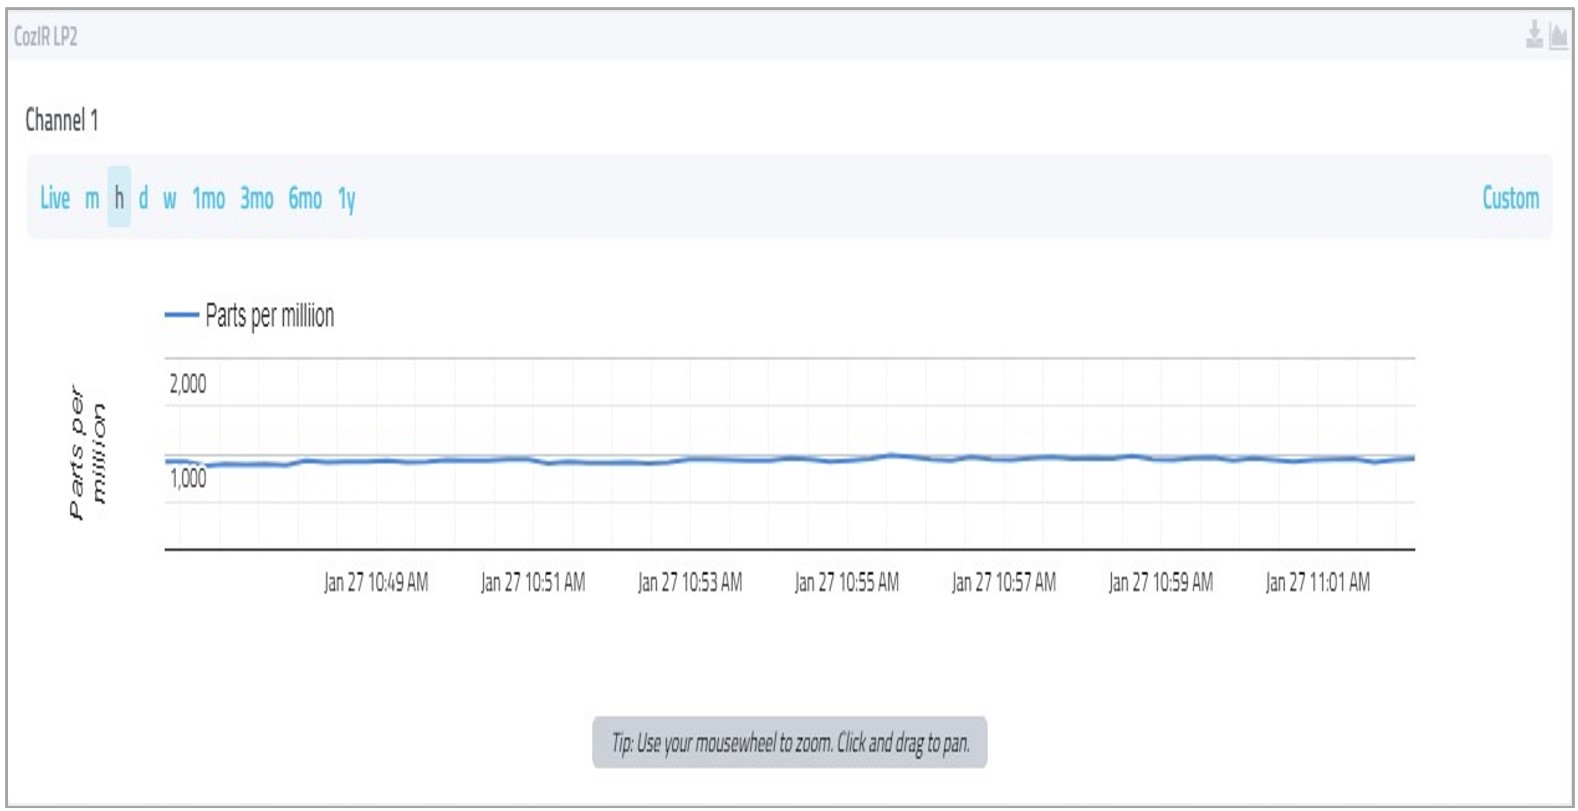 CozIR LP2
Channel 1
Live m h d w 1mo 3mo 6mo 1y Custom
Parts per milliion
Parts per
milliion
2,000
1,000
Jan 27 10:49 AM Jan 27 10:51 AM Jan 27 10:53 AM Jan 27 10:55 AM Jan 27 10:57 AM Jan 27 10:59 AM Jan 27 11:01 AM
Tip: Use your mousewheel to zoom. Click and drag to pan.